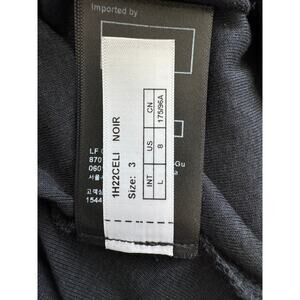 Imported by
1H22CELI NOIR
Size: 3
INT US CN
L 8 175/96A
LF
870
Gu
060
서울
고객상
1544